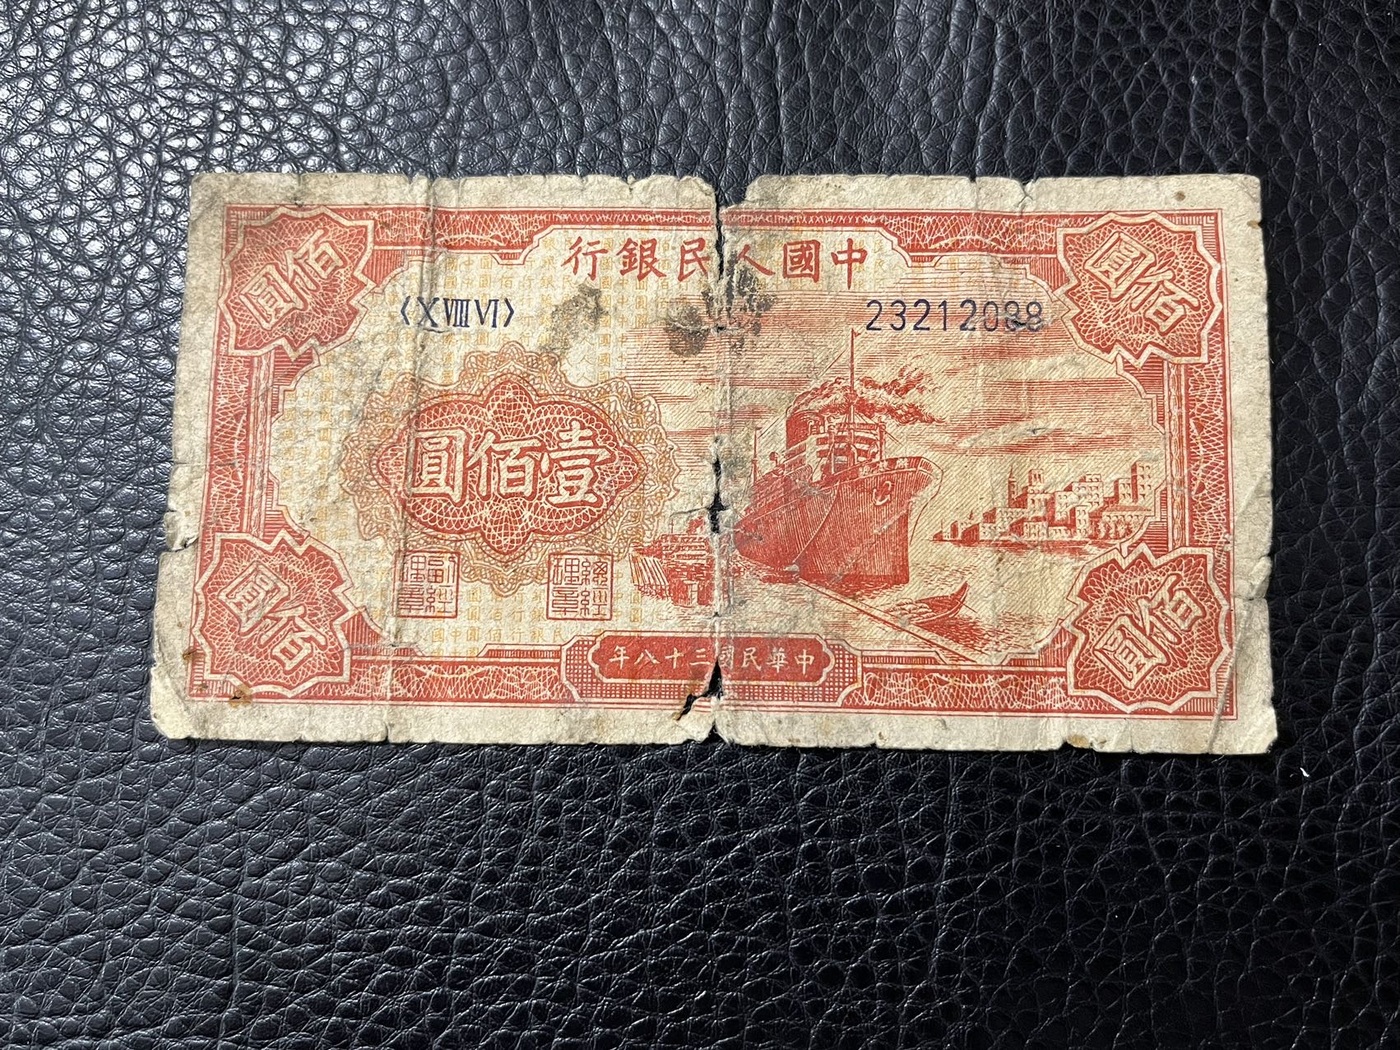 中國人民銀行
佰圓
佰圓
〈X VIII VI〉
23212088
壹佰圓
總經理章
副經理章
佰圓
佰圓
中華民國三十八年